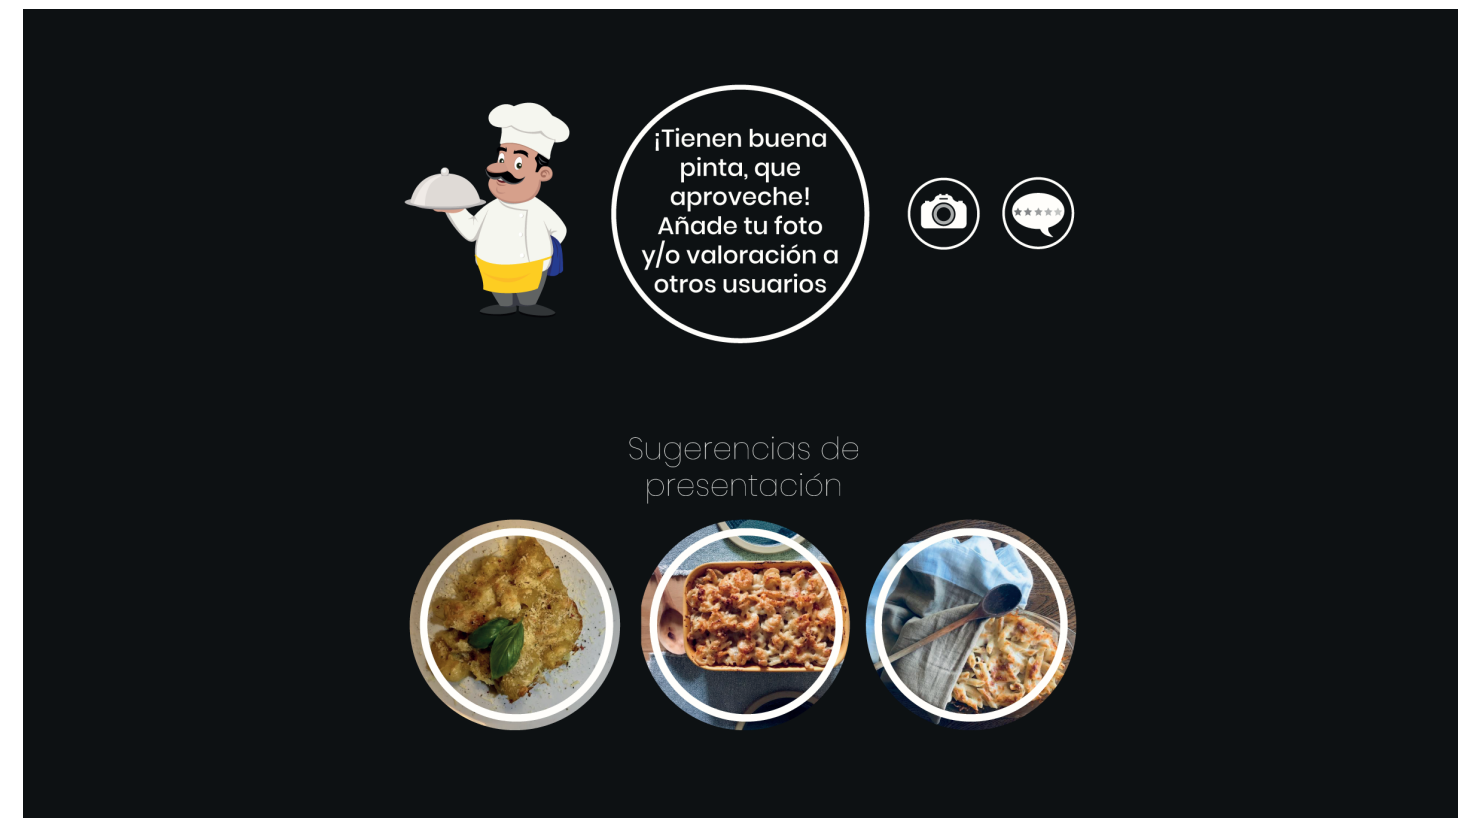 ¡Tienen buena
pinta, que
aproveche!
Añade tu foto
y/o valoración a
otros usuarios
Sugerencias de
presentación